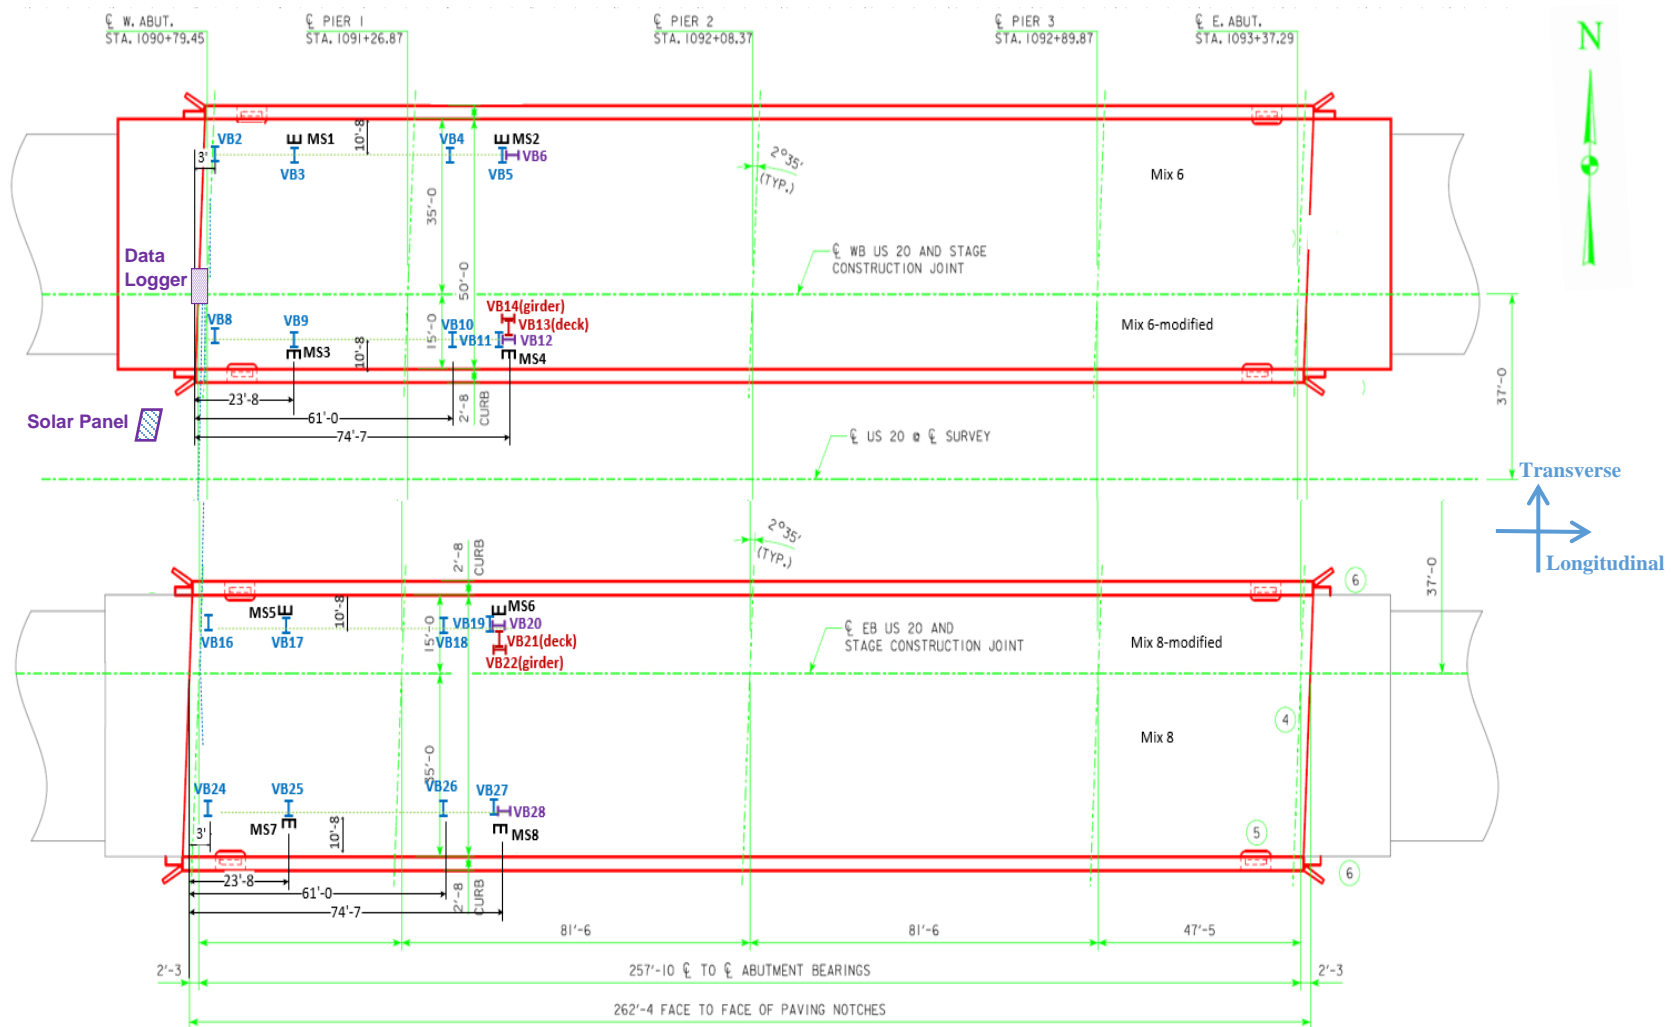 ℄ W. ABUT.
STA. 1090+79.45
℄ PIER 1
STA. 1091+26.87
℄ PIER 2
STA. 1092+08.37
℄ PIER 3
STA. 1092+89.87
℄ E. ABUT.
STA. 1093+37.29
N
VB2
MS1
10'-8
VB4
MS2
3'
VB3
VB5
VB6
2°35'
(TYP.)
Mix 6
35'-0
Data
Logger
℄ WB US 20 AND STAGE
CONSTRUCTION JOINT
50'-0
VB14(girder)
VB8
VB9
VB10
VB13(deck)
Mix 6-modified
15'-0
VB11
VB12
MS3
10'-8
MS4
23'-8
2'-8
CURB
37'-0
61'-0
Solar Panel
74'-7
℄ US 20 @ ℄ SURVEY
Transverse
Longitudinal
2'-8
CURB
2°35'
(TYP.)
37'-0
6
MS5
10'-8
MS6
VB19
VB20
VB16
VB17
VB18
15'-0
VB21(deck)
VB22(girder)
℄ EB US 20 AND
STAGE CONSTRUCTION JOINT
Mix 8-modified
4
Mix 8
35'-0
VB24
VB25
VB26
VB27
VB28
3'
MS7
10'-8
MS8
5
6
23'-8
61'-0
2'-8
CURB
74'-7
81'-6
81'-6
47'-5
2'-3
257'-10 ℄ TO ℄ ABUTMENT BEARINGS
2'-3
262'-4 FACE TO FACE OF PAVING NOTCHES